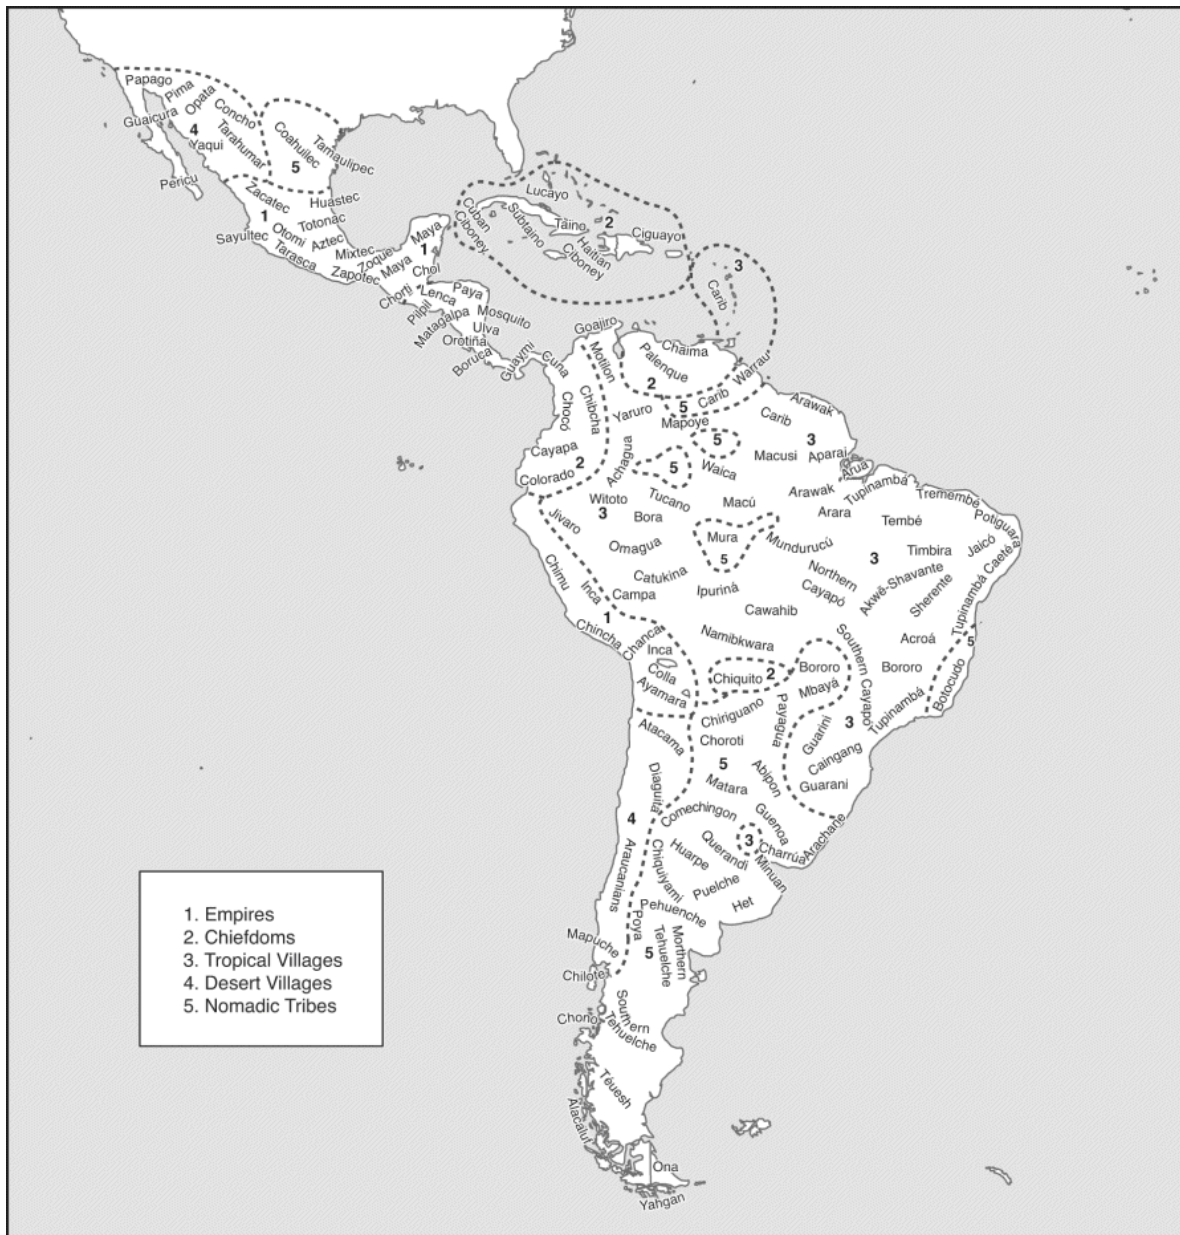 Papago
Pima
Opata
Concho
Guaicura
4
Yaqui
Tarahumar
Coahuilec
Tamaulipec
5
Pericu
Zacatec
Huastec
1
Otomi
Totonac
Sayultec
Aztec
Tarasca
Mixtec
Zoque
Zapotec
Maya
Maya
1
Chol
Chorti
Lenca
Paya
Pilpil
Mosquito
Matagalpa
Ulva
Orotiña
Boruca
Guaymi
Cuna
Lucayo
Cuban
Ciboney
Subtaino
Táino
2
Ciguayo
Haitian
Ciboney
3
Carib
Goajiro
Motilon
Chaima
Palenque
2
Warrau
5
Carib
Chibcha
Chocó
Yaruro
Mapoye
Carib
Arawak
Cayapa
2
Colorado
Achagua
5
5
Waica
Macusi
3
Aparai
Arua
Witoto
3
Tucano
Bora
Macú
Arawak
Arara
Tupinambá
Tremembé
Potiguara
Jivaro
Omagua
Mura
5
Mundurucú
Tembé
3
Timbira
Jaicó
Caeté
Chimu
Inca
Catukina
Campa
Ipuriná
Northern
Cayapó
Akwê-Shavante
Sherente
Tupinambá
1
Cawahib
Chincha
Chanca
Namibkwara
Southern Cayapó
Acroá
5
Inca
Colla
Ayamara
Chiquito
2
Bororo
Mbayá
Bororo
Botocudo
Chiriguano
Payagua
Tupinambá
Atacama
Choroti
Guarini
3
5
Caingang
Diaguita
Matara
Abipon
Guarani
4
Comechingon
Guenoa
Arachane
Araucanians
Chiquiyami
Huarpe
Querandi
3
Charrúa
Minuan
Puelche
Pehuenche
Het
Poya
Mapuche
5
Morthern
Tehuelche
Chilotex
Southern
Tehuelche
Chono
Téuesh
Alacaluf
Ona
Yahgan
1. Empires
2. Chiefdoms
3. Tropical Villages
4. Desert Villages
5. Nomadic Tribes